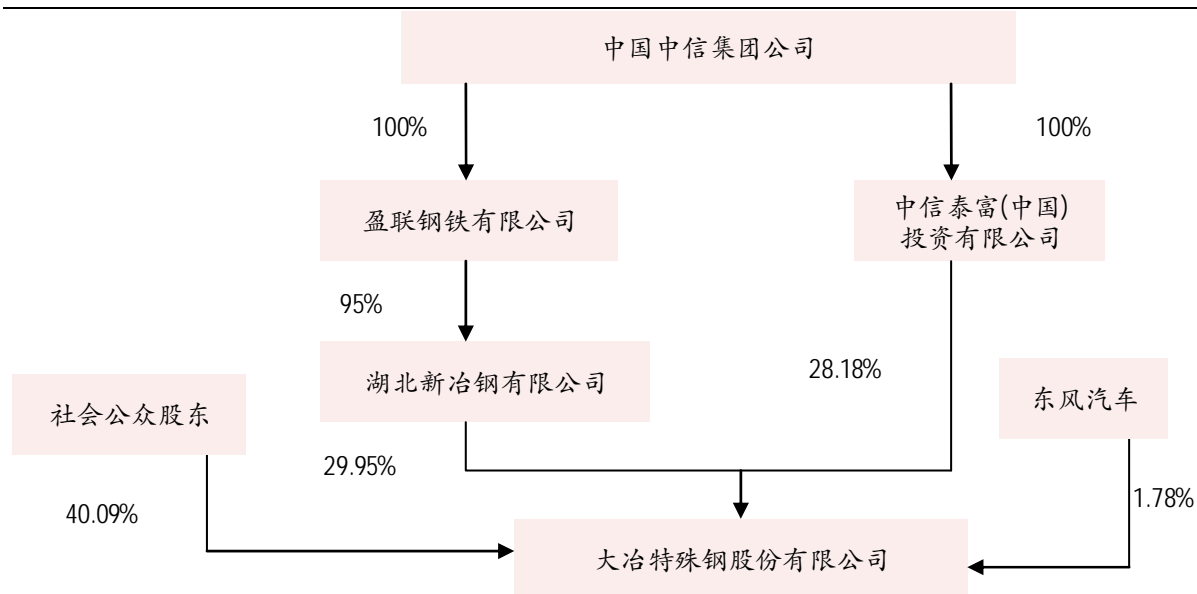 中国中信集团公司
100%
100%
盈联钢铁有限公司
中信泰富(中国)
投资有限公司
95%
湖北新冶钢有限公司
28.18%
东风汽车
社会公众股东
29.95%
40.09%
1.78%
大冶特殊钢股份有限公司